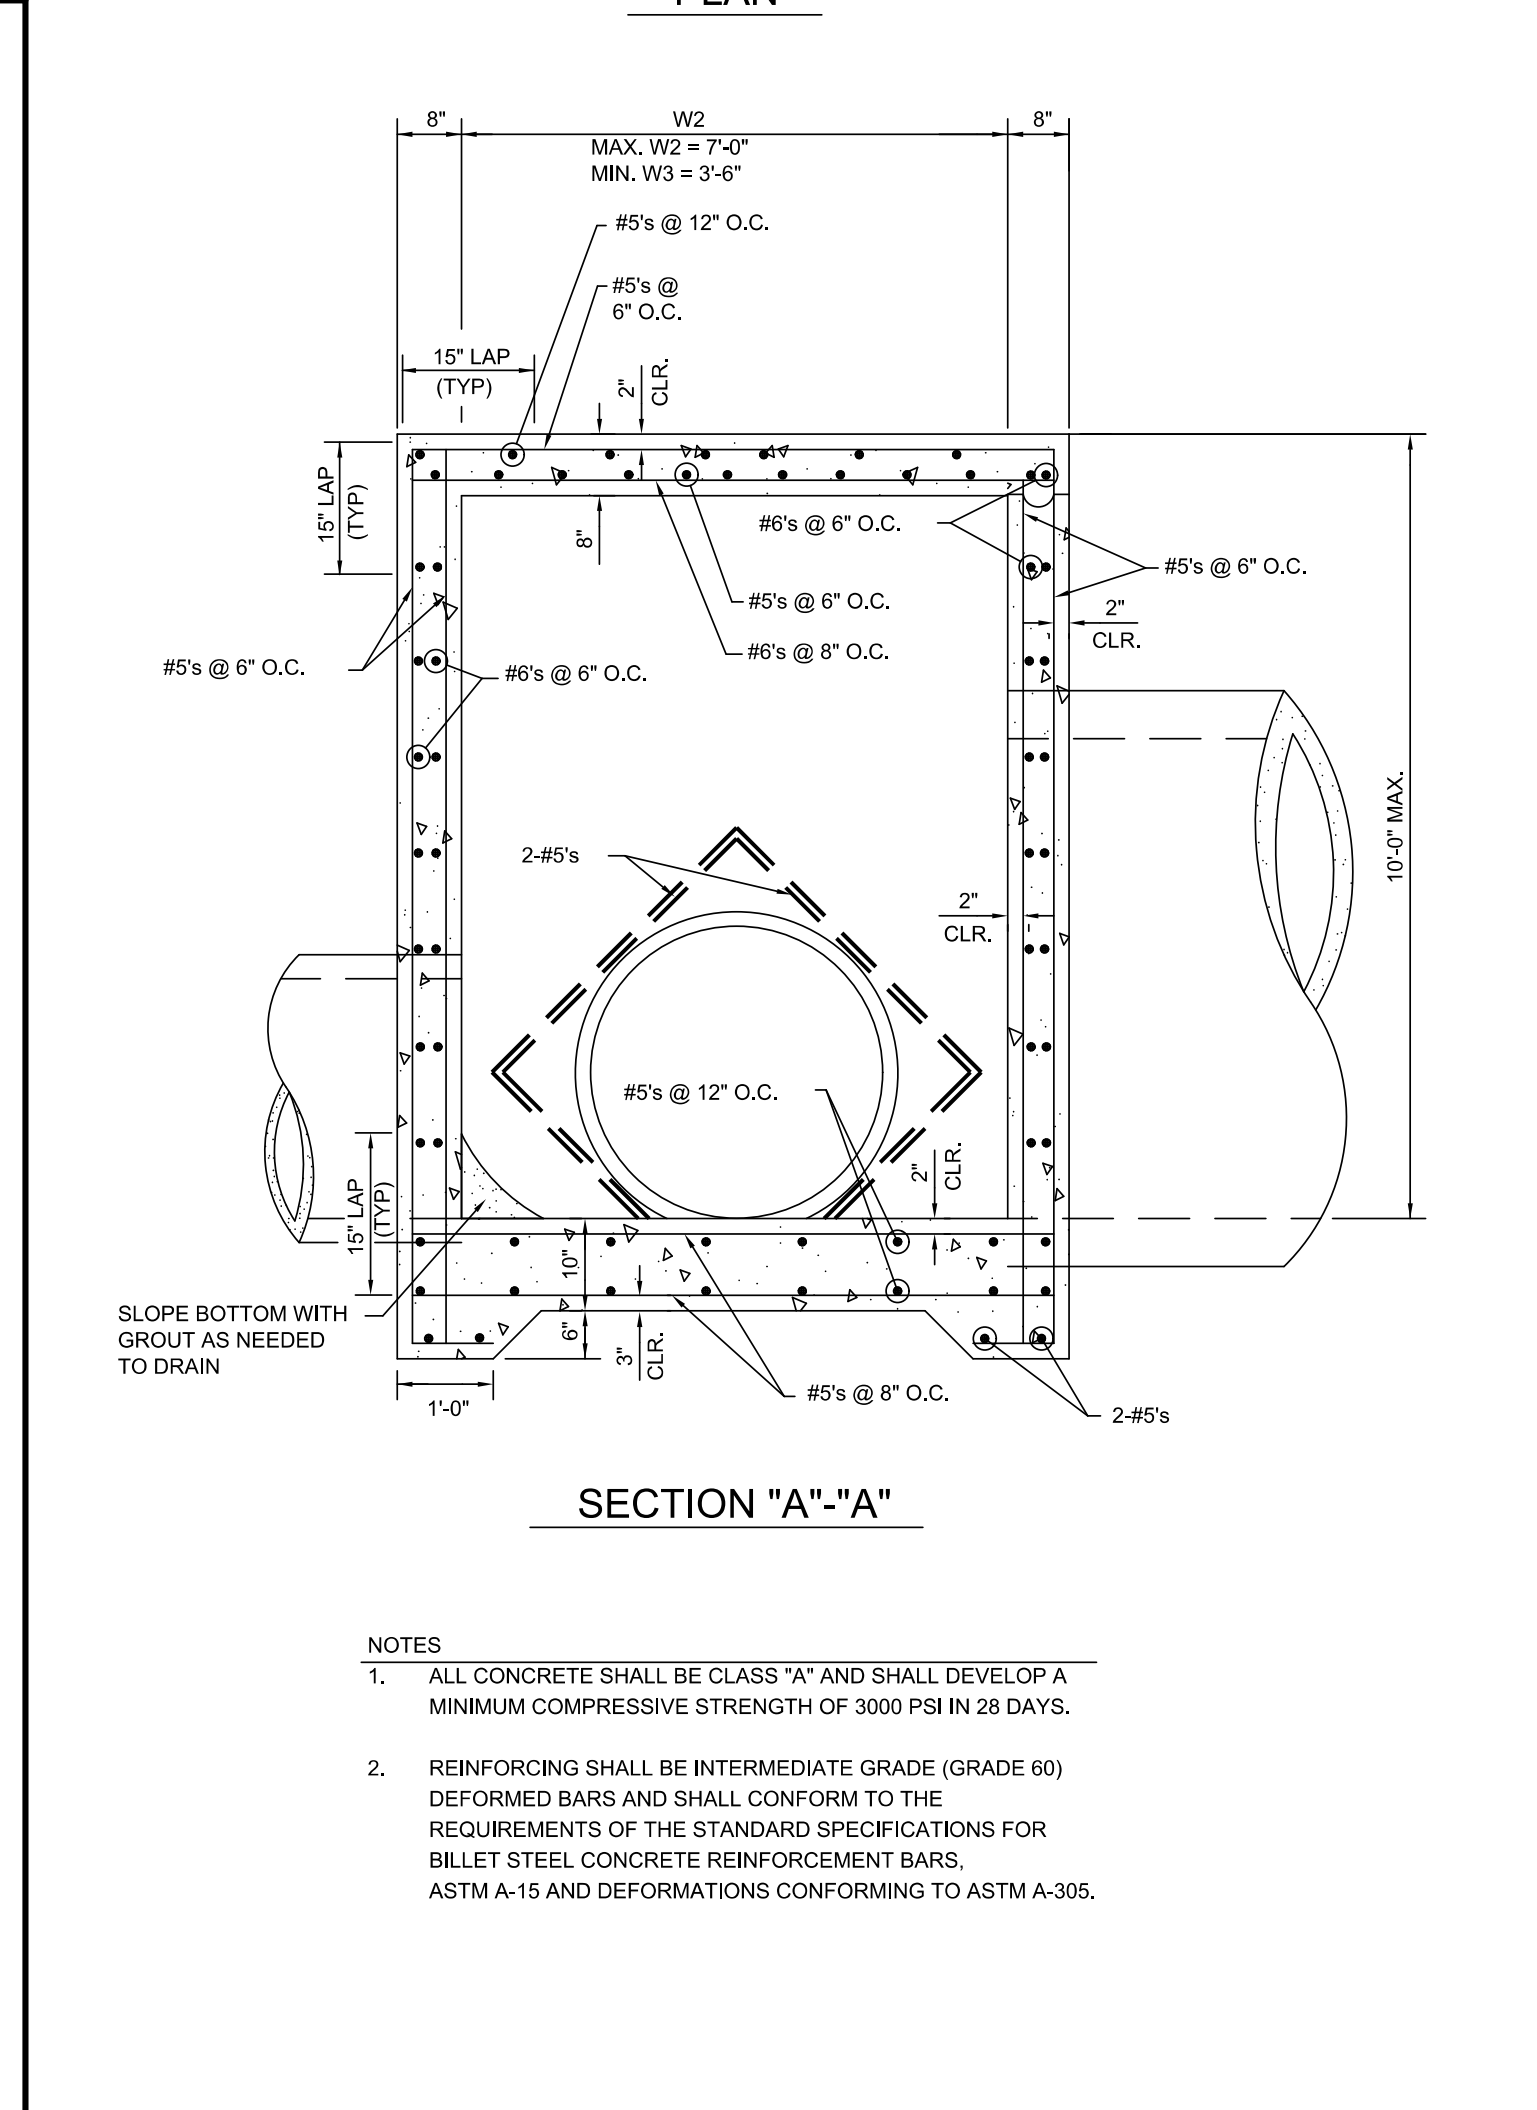 PLAN
8"
W2
8"
MAX. W2 = 7'-0"
MIN. W3 = 3'-6"
#5's @ 12" O.C.
#5's @
6" O.C.
15" LAP
(TYP)
2"
CLR.
15" LAP
(TYP)
8"
#6's @ 6" O.C.
#5's @ 6" O.C.
#5's @ 6" O.C.
2"
CLR.
#6's @ 8" O.C.
#5's @ 6" O.C.
#6's @ 6" O.C.
10'-0" MAX.
2-#5's
2"
CLR.
#5's @ 12" O.C.
2"
CLR.
15" LAP
(TYP)
10"
SLOPE BOTTOM WITH
GROUT AS NEEDED
TO DRAIN
6"
3"
CLR.
1'-0"
#5's @ 8" O.C.
2-#5's
SECTION "A"-"A"
NOTES
1. ALL CONCRETE SHALL BE CLASS "A" AND SHALL DEVELOP A
MINIMUM COMPRESSIVE STRENGTH OF 3000 PSI IN 28 DAYS.
2. REINFORCING SHALL BE INTERMEDIATE GRADE (GRADE 60)
DEFORMED BARS AND SHALL CONFORM TO THE
REQUIREMENTS OF THE STANDARD SPECIFICATIONS FOR
BILLET STEEL CONCRETE REINFORCEMENT BARS,
ASTM A-15 AND DEFORMATIONS CONFORMING TO ASTM A-305.